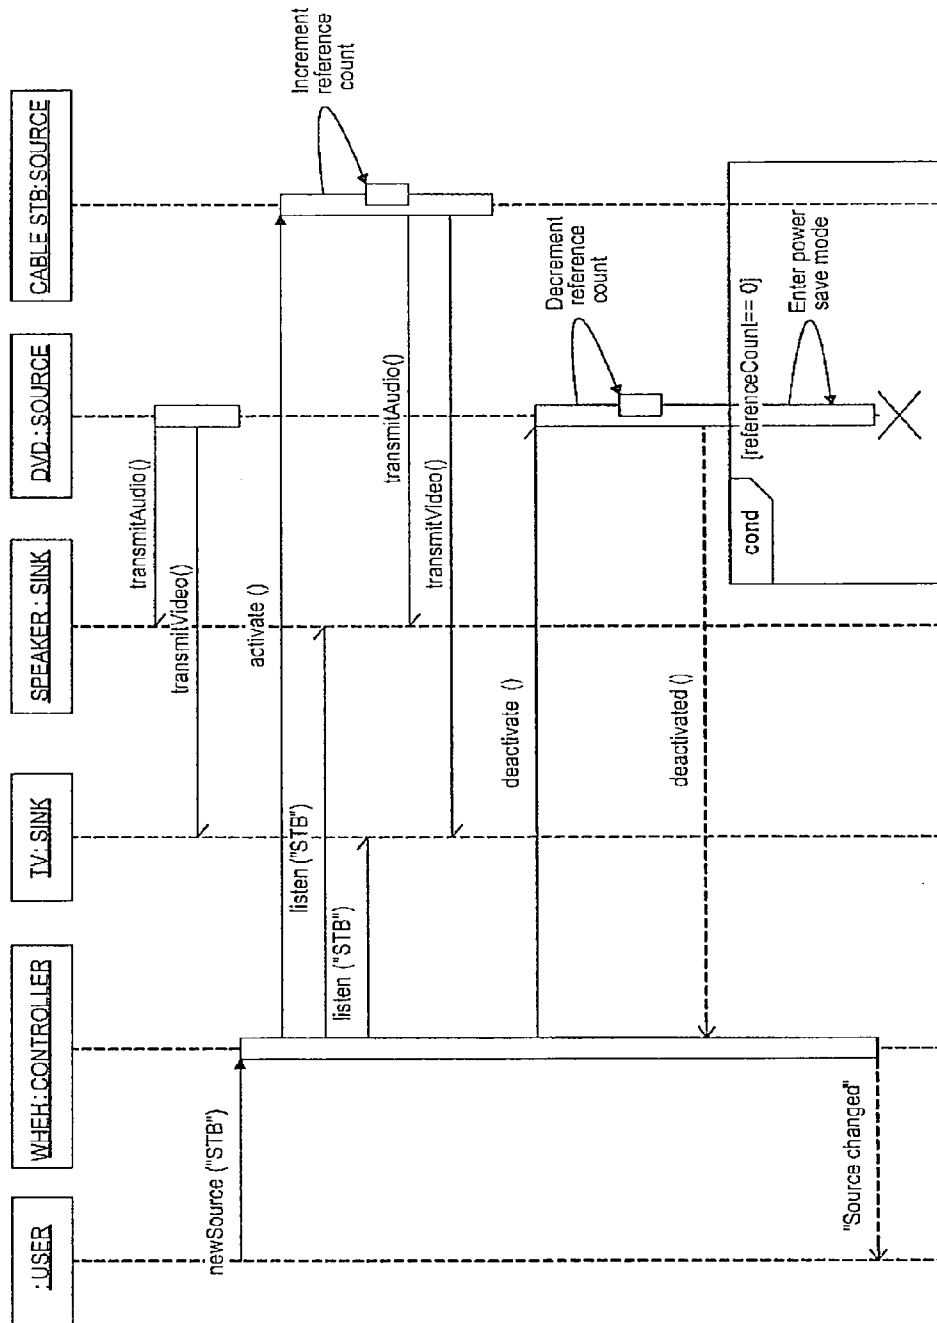 :USER
WHEH:CONTROLLER
TV:SINK
SPEAKER:SINK
DVD::SOURCE
CABLE STB:SOURCE
transmitAudio()
transmitVideo()
newSource ("STB")
activate ()
listen ("STB")
Increment
reference
count
listen ("STB")
transmitAudio()
transmitVideo()
deactivate ()
Decrement
reference
count
deactivated ()
cond
[referenceCount== 0]
Enter power
save mode
"Source changed"